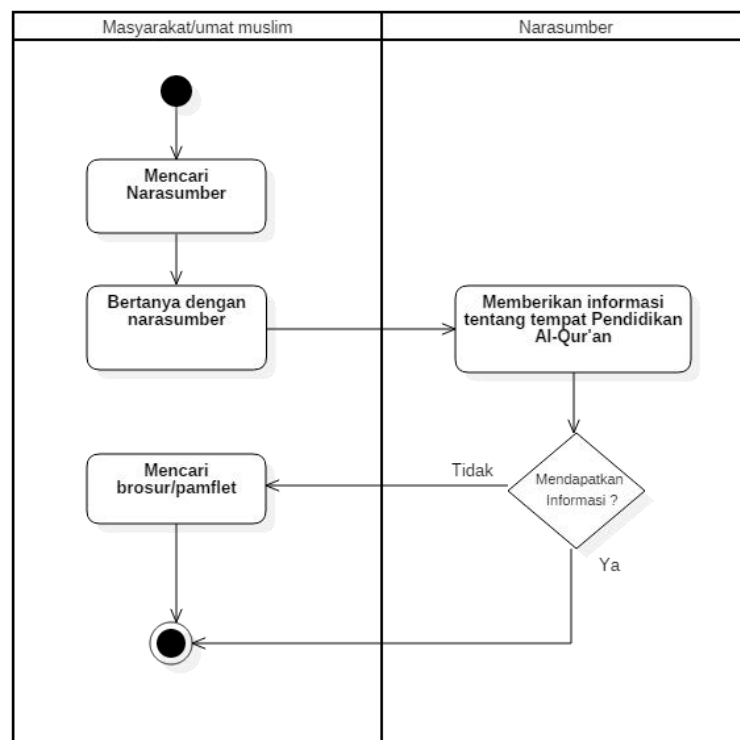 Masyarakat/umat muslim
Narasumber
Mencari
Narasumber
Bertanya dengan
narasumber
Memberikan informasi
tentang tempat Pendidikan
Al-Qur'an
Mencari
brosur/pamflet
Tidak
Mendapatkan
Informasi ?
Ya